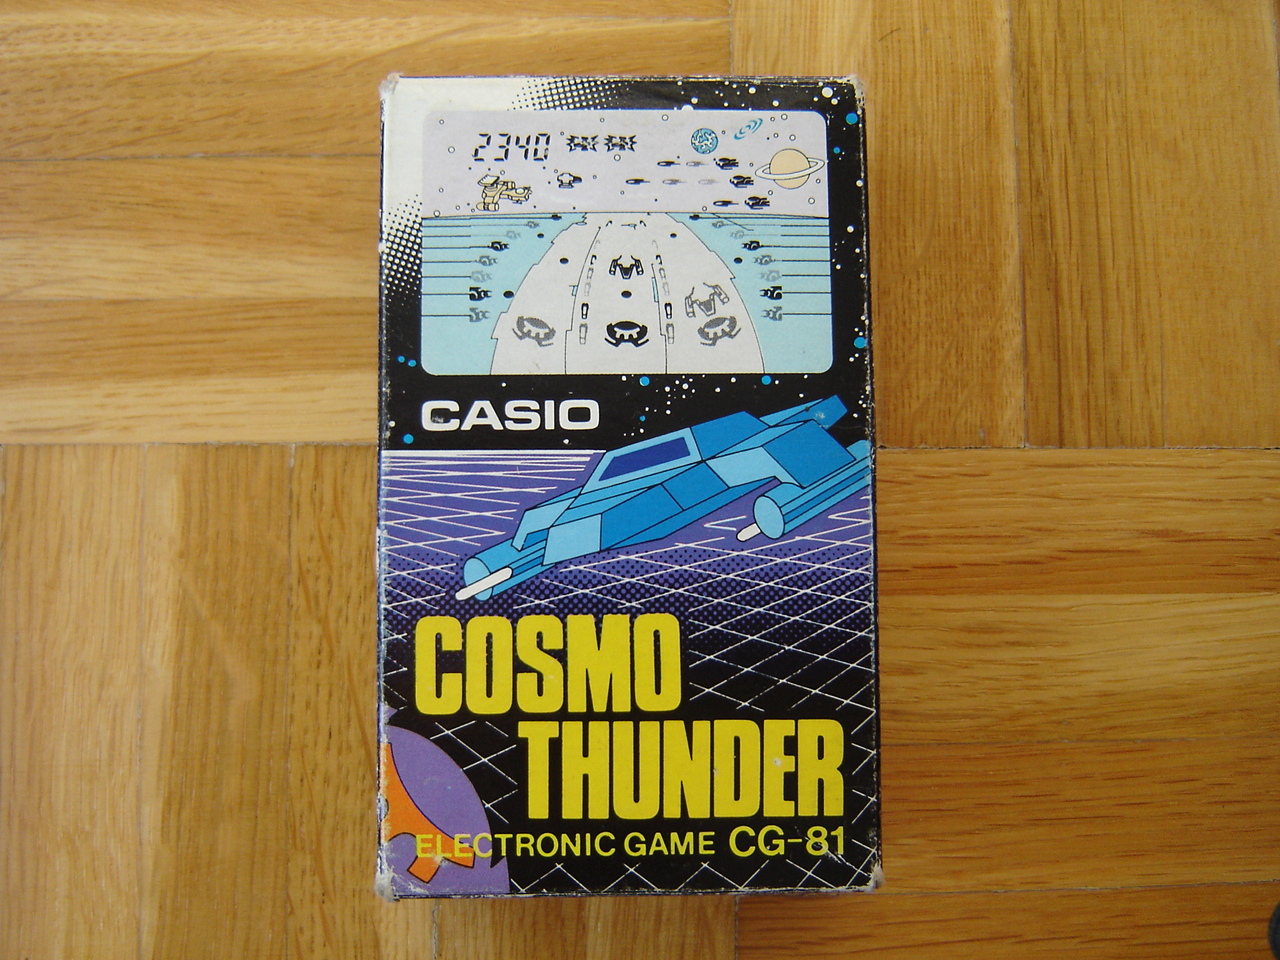 2340
CASIO
COSMO
THUNDER
ELECTRONIC GAME CG-81